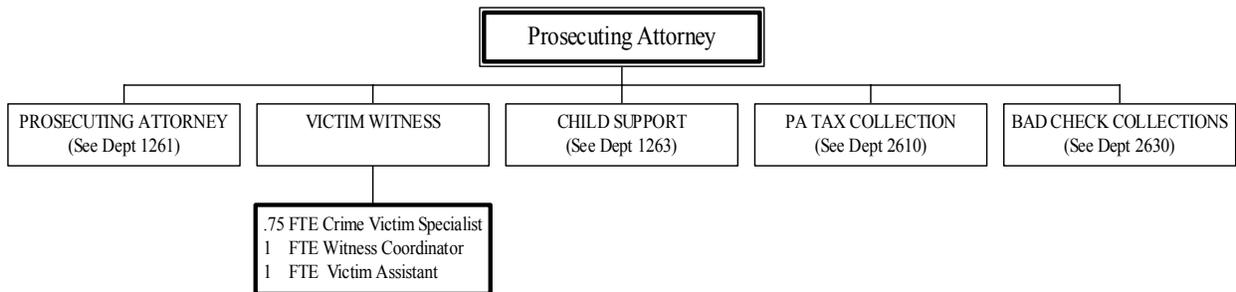 Prosecuting Attorney
PROSECUTING ATTORNEY
(See Dept 1261)
VICTIM WITNESS
CHILD SUPPORT
(See Dept 1263)
PA TAX COLLECTION
(See Dept 2610)
BAD CHECK COLLECTIONS
(See Dept 2630)
.75 FTE Crime Victim Specialist
1 FTE Witness Coordinator
1 FTE Victim Assistant